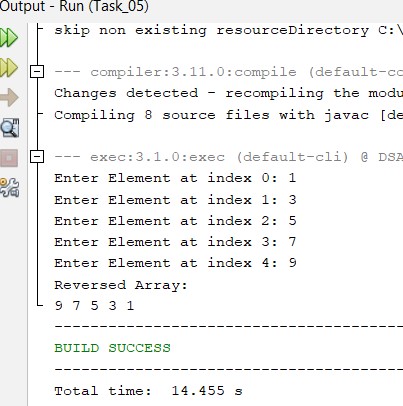 Output - Run (Task_05)
skip non existing resourceDirectory C:\
--- compiler:3.11.0:compile (default-co
Changes detected - recompiling the modu
Compiling 8 source files with javac [de
--- exec:3.1.0:exec (default-cli) @ DSA
Enter Element at index 0: 1
Enter Element at index 1: 3
Enter Element at index 2: 5
Enter Element at index 3: 7
Enter Element at index 4: 9
Reversed Array:
9 7 5 3 1
------------------------------------------------
BUILD SUCCESS
------------------------------------------------
Total time:  14.455 s